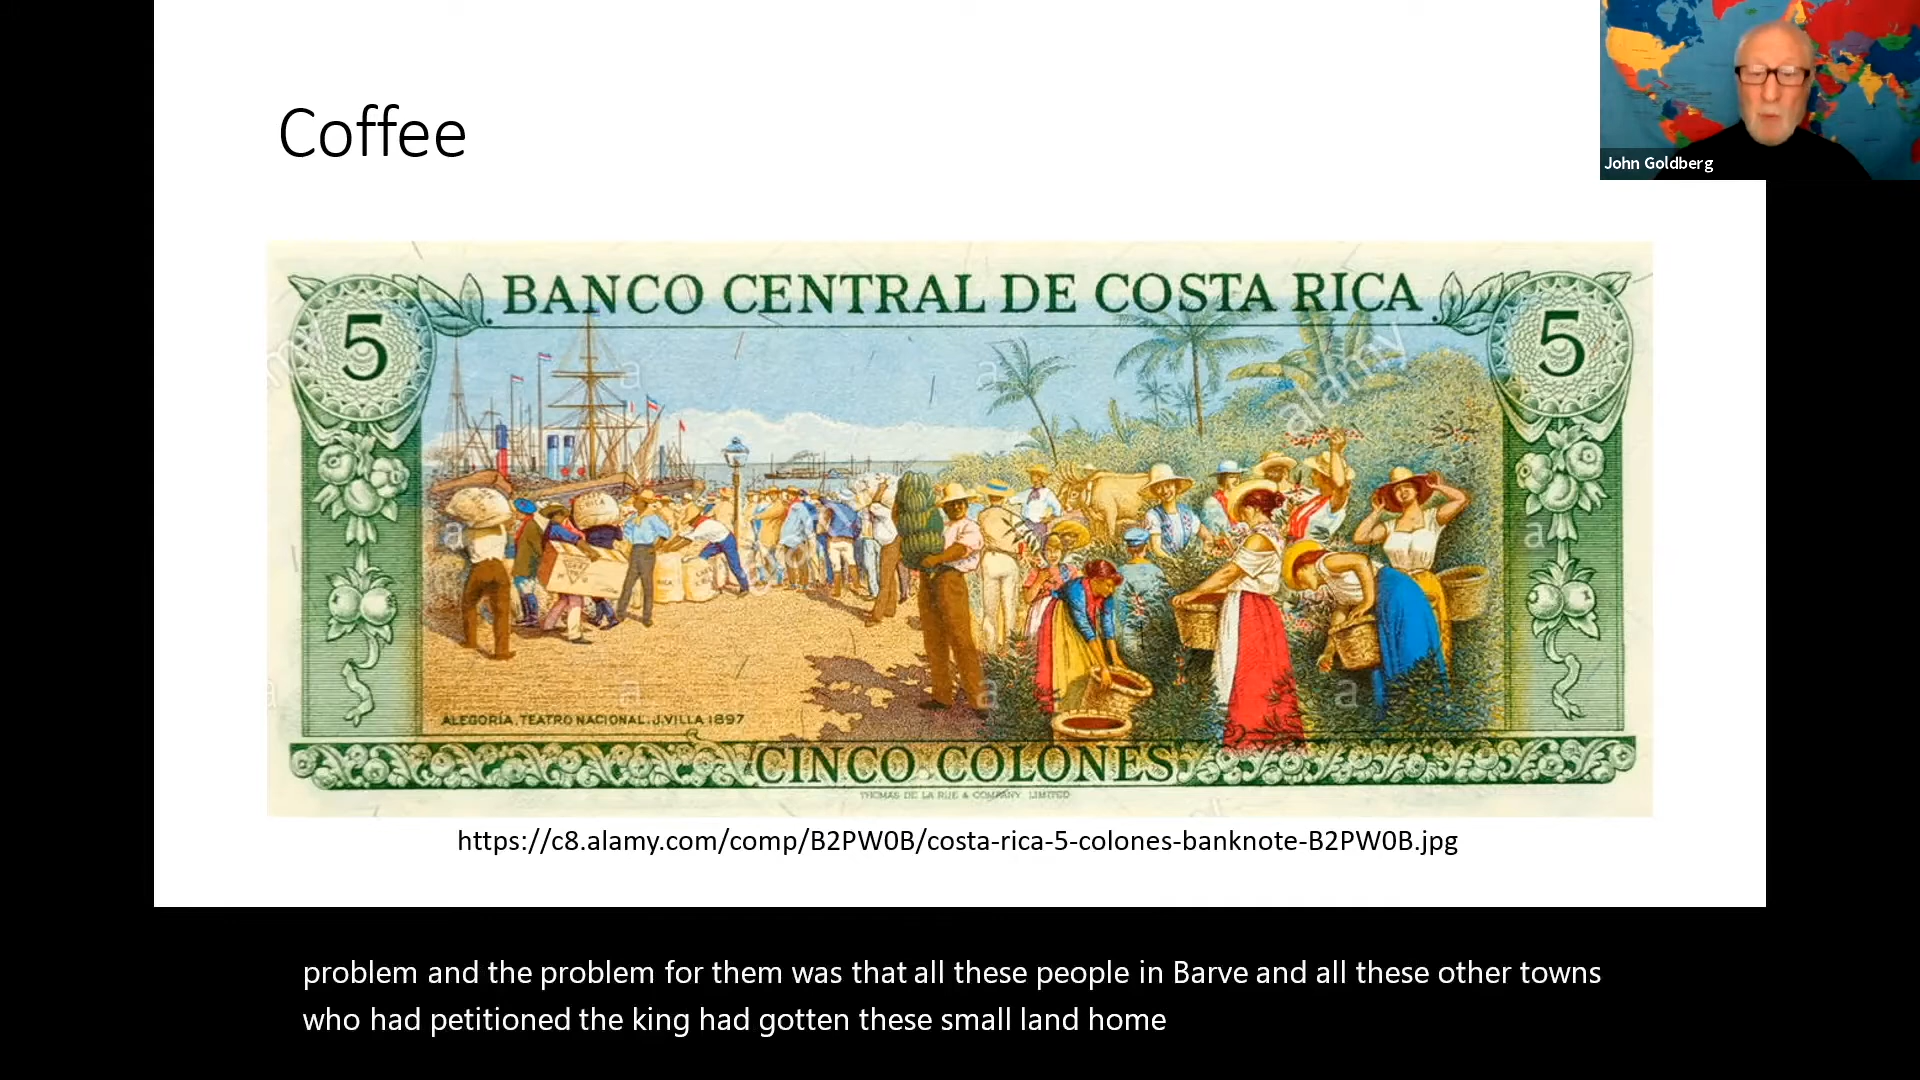 Coffee
John Goldberg
BANCO CENTRAL DE COSTA RICA
5
5
alamy
a
a
a
a
a
a
a
ALEGORIA. TEATRO NACIONAL. J. VILLA 1897
CINCO COLONES
THOMAS DE LA RUE & COMPANY LIMITED
https://c8.alamy.com/comp/B2PW0B/costa-rica-5-colones-banknote-B2PW0B.jpg
problem and the problem for them was that all these people in Barve and all these other towns
who had petitioned the king had gotten these small land home